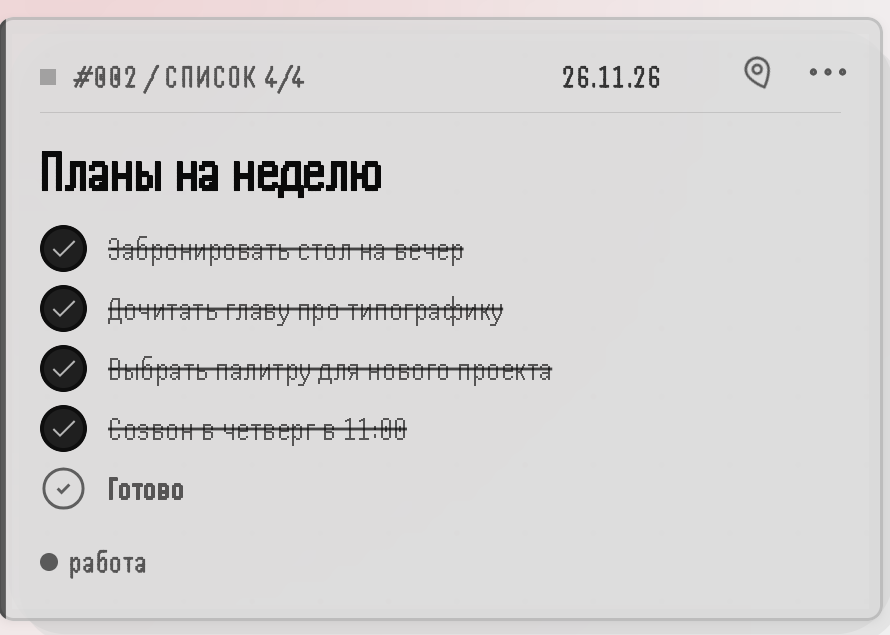 #002 / СПИСОК 4/4
26.11.26
Планы на неделю
Забронировать стол на вечер
Дочитать главу про типографику
Выбрать палитру для нового проекта
Созвон в четверг в 11:00
Готово
работа